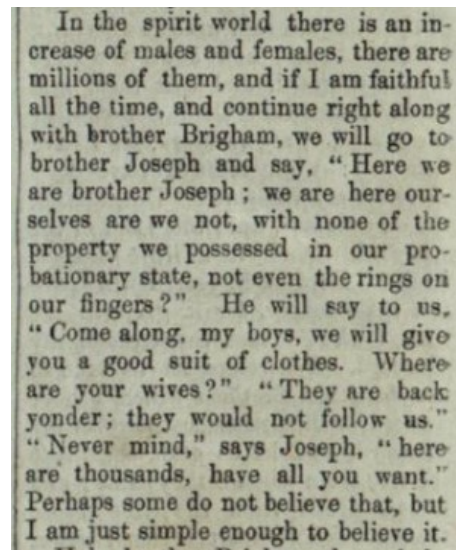 In the spirit world there is an in-
crease of males and females, there are
millions of them, and if I am faithful
all the time, and continue right along
with brother Brigham, we will go to
brother Joseph and say, "Here we
are brother Joseph; we are here our-
selves are we not, with none of the
property we possessed in our pro-
bationary state, not even the rings on
our fingers?" He will say to us,
"Come along, my boys, we will give
you a good suit of clothes. Where
are your wives?" "They are back
yonder; they would not follow us."
"Never mind," says Joseph, "here
are thousands, have all you want."
Perhaps some do not believe that, but
I am just simple enough to believe it.